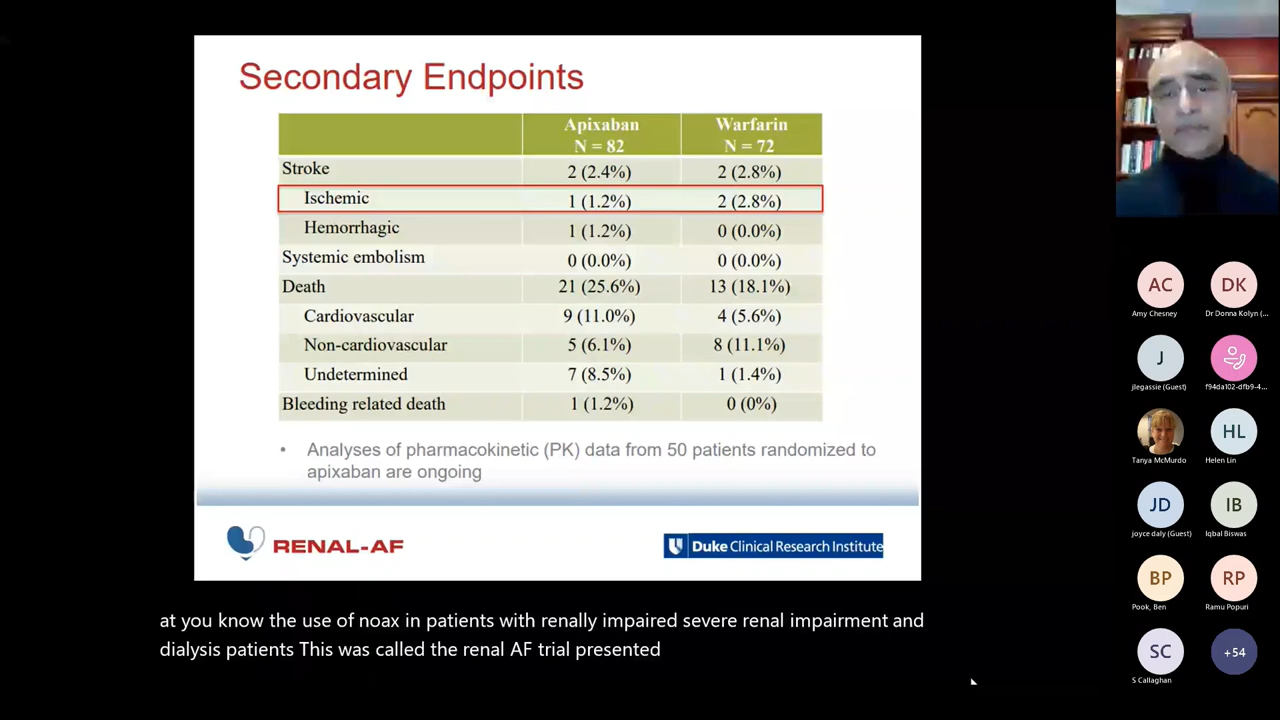 Secondary Endpoints
Apixaban Warfarin
N = 82 N = 72
Stroke 2 (2.4%) 2 (2.8%)
Ischemic 1 (1.2%) 2 (2.8%)
Hemorrhagic 1 (1.2%) 0 (0.0%)
Systemic embolism 0 (0.0%) 0 (0.0%)
Death 21 (25.6%) 13 (18.1%)
Cardiovascular 9 (11.0%) 4 (5.6%)
Non-cardiovascular 5 (6.1%) 8 (11.1%)
Undetermined 7 (8.5%) 1 (1.4%)
Bleeding related death 1 (1.2%) 0 (0%)
• Analyses of pharmacokinetic (PK) data from 50 patients randomized to
apixaban are ongoing
RENAL-AF
Duke Clinical Research Institute
at you know the use of noax in patients with renally impaired severe renal impairment and
dialysis patients This was called the renal AF trial presented
AC DK
Amy Chesney Dr Donna Kolyn (...
J
jlegassie (Guest) f94da102-dfb9-4...
HL
Tanya McMurdo Helen Lin
JD IB
joyce daly (Guest) Iqbal Biswas
BP RP
Pook, Ben Ramu Popuri
SC +54
S Callaghan